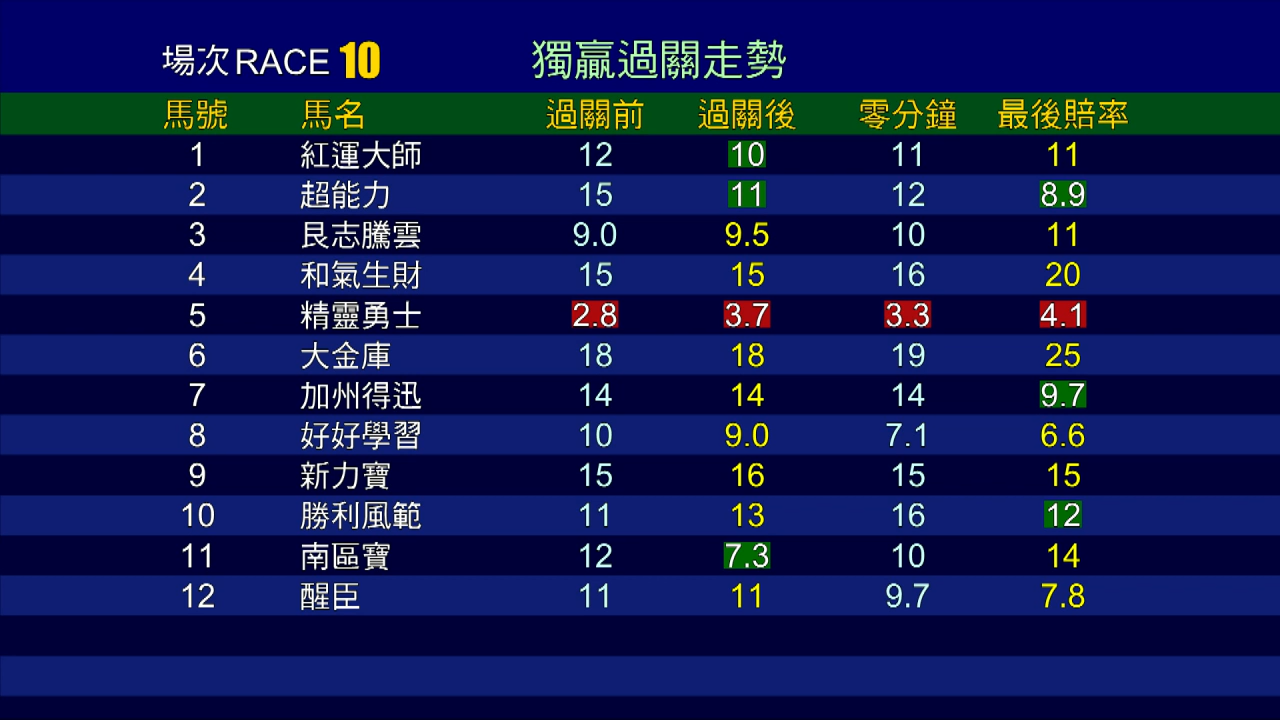 場次RACE 10 獨贏過關走勢
馬號 馬名 過關前 過關後 零分鐘 最後賠率
1 紅運大師 12 10 11 11
2 超能力 15 11 12 8.9
3 艮志騰雲 9.0 9.5 10 11
4 和氣生財 15 15 16 20
5 精靈勇士 2.8 3.7 3.3 4.1
6 大金庫 18 18 19 25
7 加州得迅 14 14 14 9.7
8 好好學習 10 9.0 7.1 6.6
9 新力寶 15 16 15 15
10 勝利風範 11 13 16 12
11 南區寶 12 7.3 10 14
12 醒臣 11 11 9.7 7.8